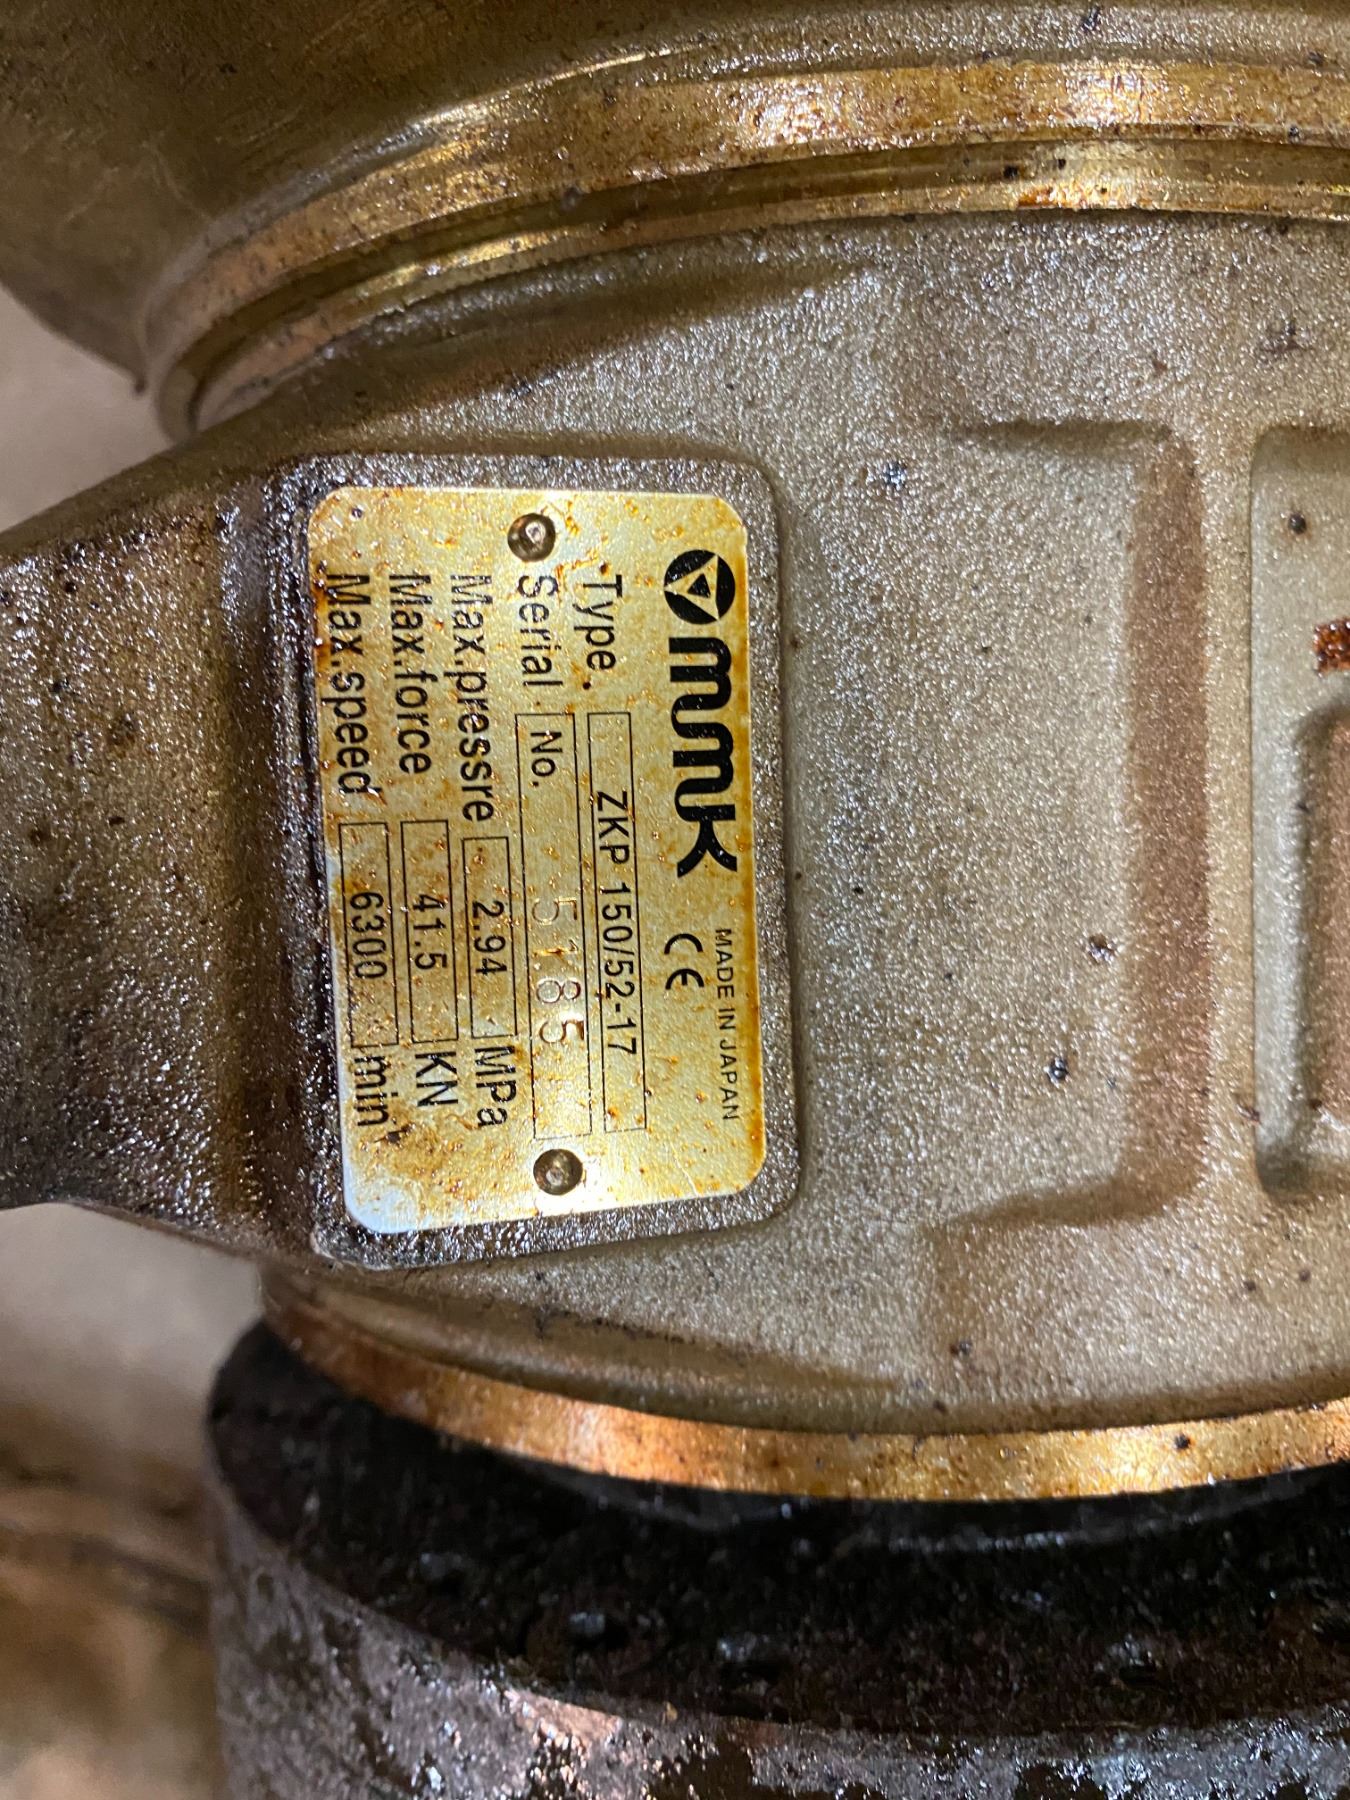 mmk MADE IN JAPAN
CE
Type. ZKP 150/52-17
Serial No. 5185
Max.pressre 2.94 MPa
Max.force 41.5 KN
Max.speed 6300 min